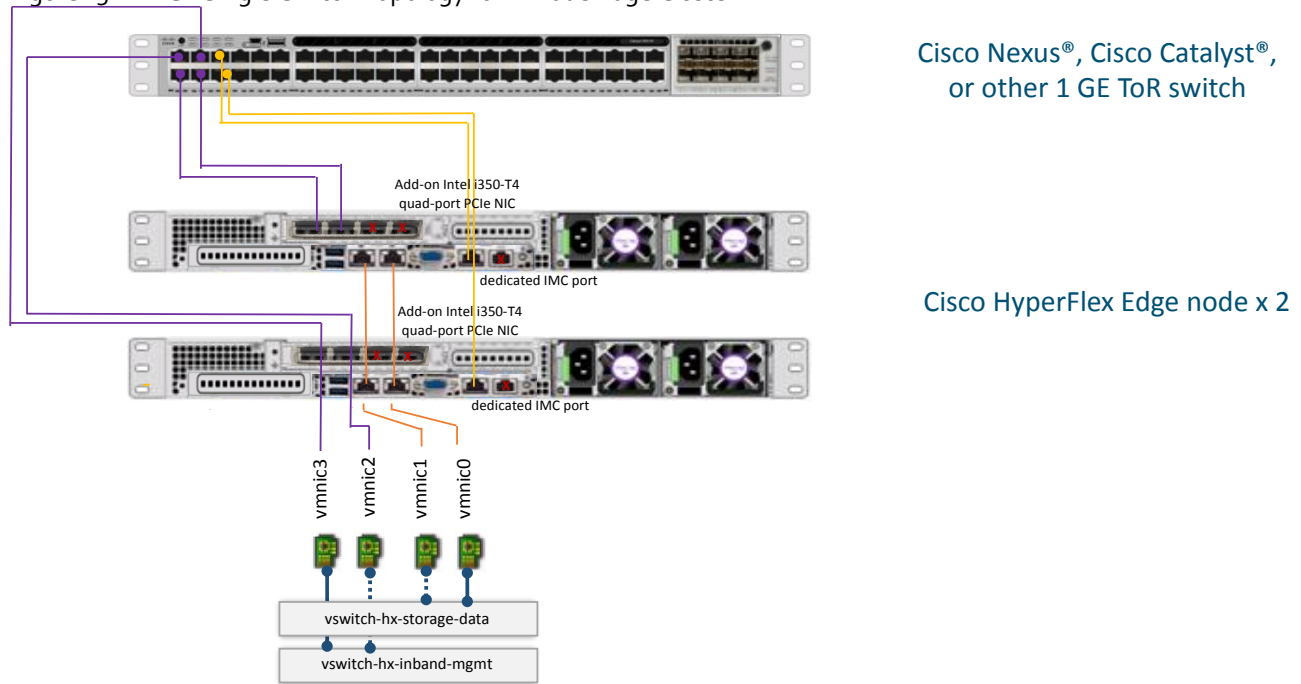 Cisco Nexus®, Cisco Catalyst®,
or other 1 GE ToR switch
Add-on Intel i350-T4
quad-port PCIe NIC
dedicated IMC port
Cisco HyperFlex Edge node x 2
Add-on Intel i350-T4
quad-port PCIe NIC
dedicated IMC port
vmnic3
vmnic2
vmnic1
vmnic0
vswitch-hx-storage-data
vswitch-hx-inband-mgmt